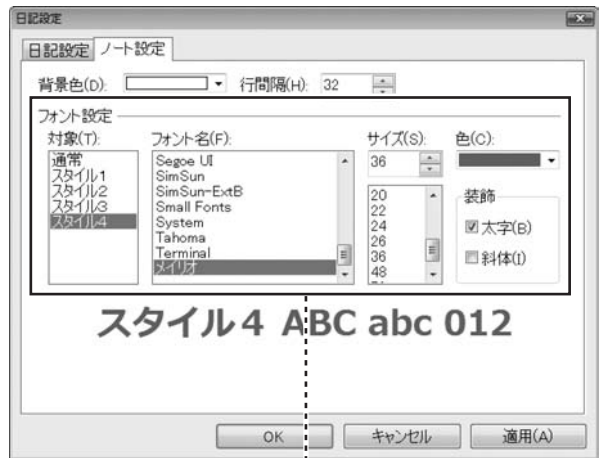 日記設定
日記設定 ノート設定
背景色(D): 行間隔(H): 32
フォント設定
対象(T): フォント名(F): サイズ(S): 色(C):
通常
スタイル1
スタイル2
スタイル3
スタイル4
Segoe UI
SimSun
SimSun-ExtB
Small Fonts
System
Tahoma
Terminal
メイリオ
36
20
22
24
26
36
48
装飾
太字(B)
斜体(I)
スタイル4 ABC abc 012
OK キャンセル 適用(A)